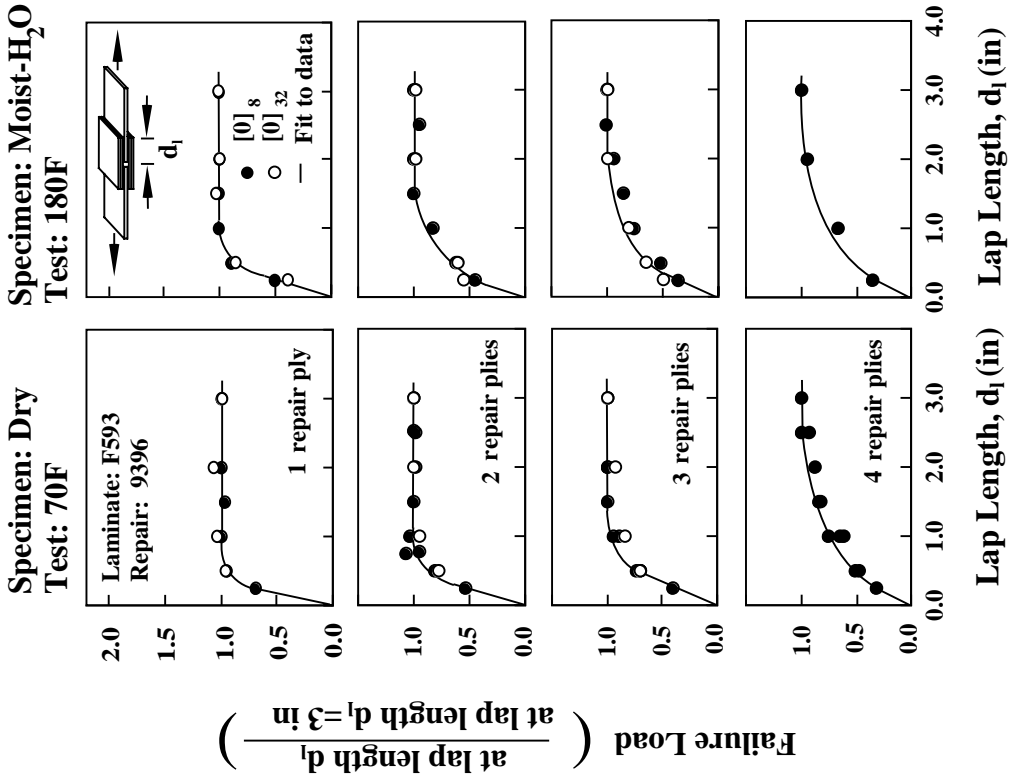 Specimen: Dry
Test: 70F
Specimen: Moist-H2O
Test: 180F
Laminate: F593
Repair: 9396
1 repair ply
dl
[0]8
[0]32
Fit to data
2.0
1.5
1.0
0.5
0.0
2 repair plies
1.0
0.5
0.0
3 repair plies
1.0
0.5
0.0
4 repair plies
1.0
0.5
0.0
0.0
1.0
2.0
3.0
0.0
1.0
2.0
3.0
4.0
Lap Length, dl (in)
Lap Length, dl (in)
Failure Load
( at lap length dl
at lap length dl=3 in )